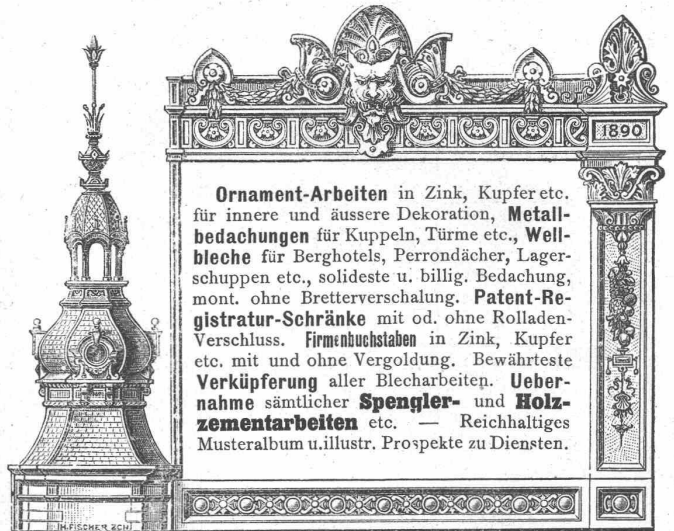 1890
Ornament-Arbeiten in Zink, Kupfer etc.
für innere und äussere Dekoration, Metall-
bedachungen für Kuppeln, Türme etc., Well-
bleche für Berghotels, Perrondächer, Lager-
schuppen etc., solideste u. billig. Bedachung,
mont. ohne Bretterverschalung. Patent-Re-
gistratur-Schränke mit od. ohne Rolladen-
Verschluss. Firmenbuchstaben in Zink, Kupfer
etc. mit und ohne Vergoldung. Bewährteste
Verküpferung aller Blecharbeiten. Ueber-
nahme sämtlicher Spengler- und Holz-
zementarbeiten etc. — Reichhaltiges
Musteralbum u. illustr. Prospekte zu Diensten.
H. FISCHER ZCH